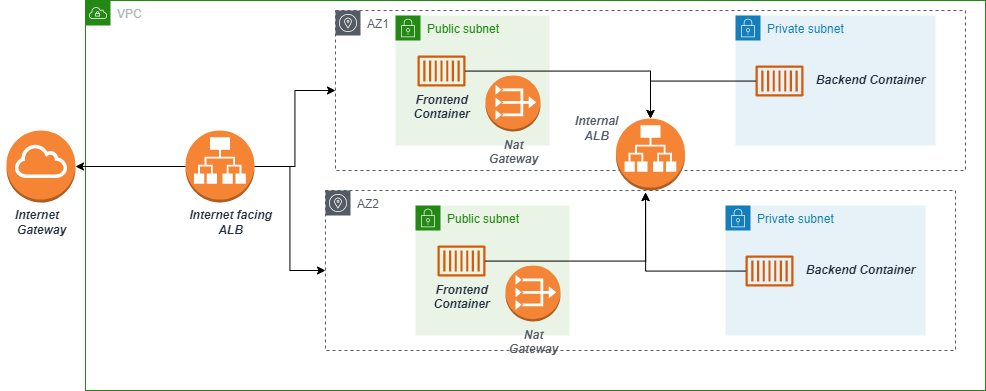 VPC
AZ1
Public subnet
Private subnet
Frontend
Container
Backend Container
Nat
Gateway
Internal
ALB
Internet
Gateway
Internet facing
ALB
AZ2
Public subnet
Private subnet
Frontend
Container
Backend Container
Nat
Gateway